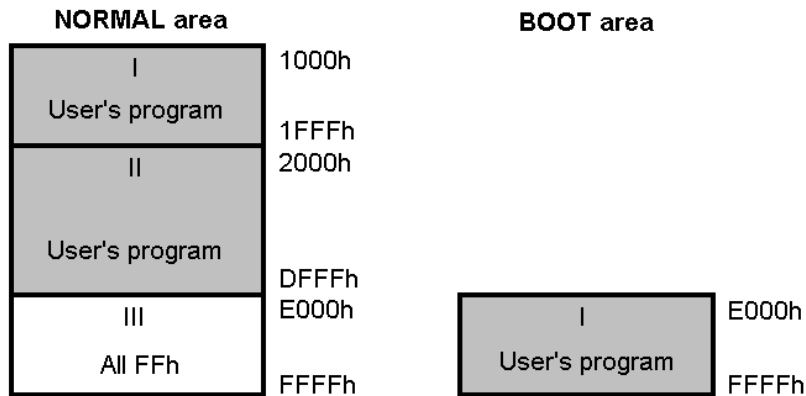 NORMAL area
BOOT area
I
User's program
1000h
1FFFh
II
User's program
2000h
DFFFh
III
All FFh
E000h
FFFFh
I
User's program
E000h
FFFFh